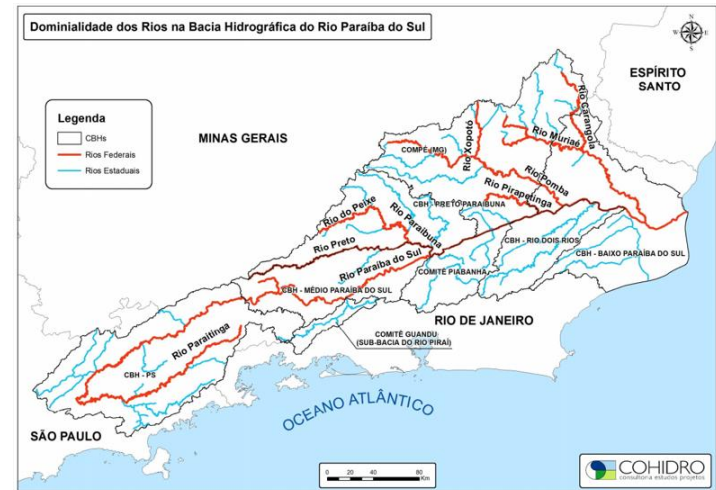 Dominialidade dos Rios na Bacia Hidrográfica do Rio Paraíba do Sul
N
W
E
S
ESPÍRITO
SANTO
Legenda
CBHs
Rios Federais
Rios Estaduais
MINAS GERAIS
Rio Carangola
Rio Muriaé
Rio Xopotó
COMPÉ (MG)
Rio Pomba
Rio Pirapetinga
CBH - PRETO PARAIBUNA
Rio do Peixe
Rio Paraibuna
Rio Preto
CBH - RIO DOIS RIOS
CBH - BAIXO PARAÍBA DO SUL
Rio Paraíba do Sul
COMITÊ PIABANHA
CBH - MÉDIO PARAÍBA DO SUL
RIO DE JANEIRO
Rio Paraitinga
COMITÊ GUANDU
(SUB-BACIA DO RIO PIRAÍ)
CBH - PS
OCEANO ATLÂNTICO
SÃO PAULO
0 20 40 80
Km
COHIDRO
consultoria estudos projetos